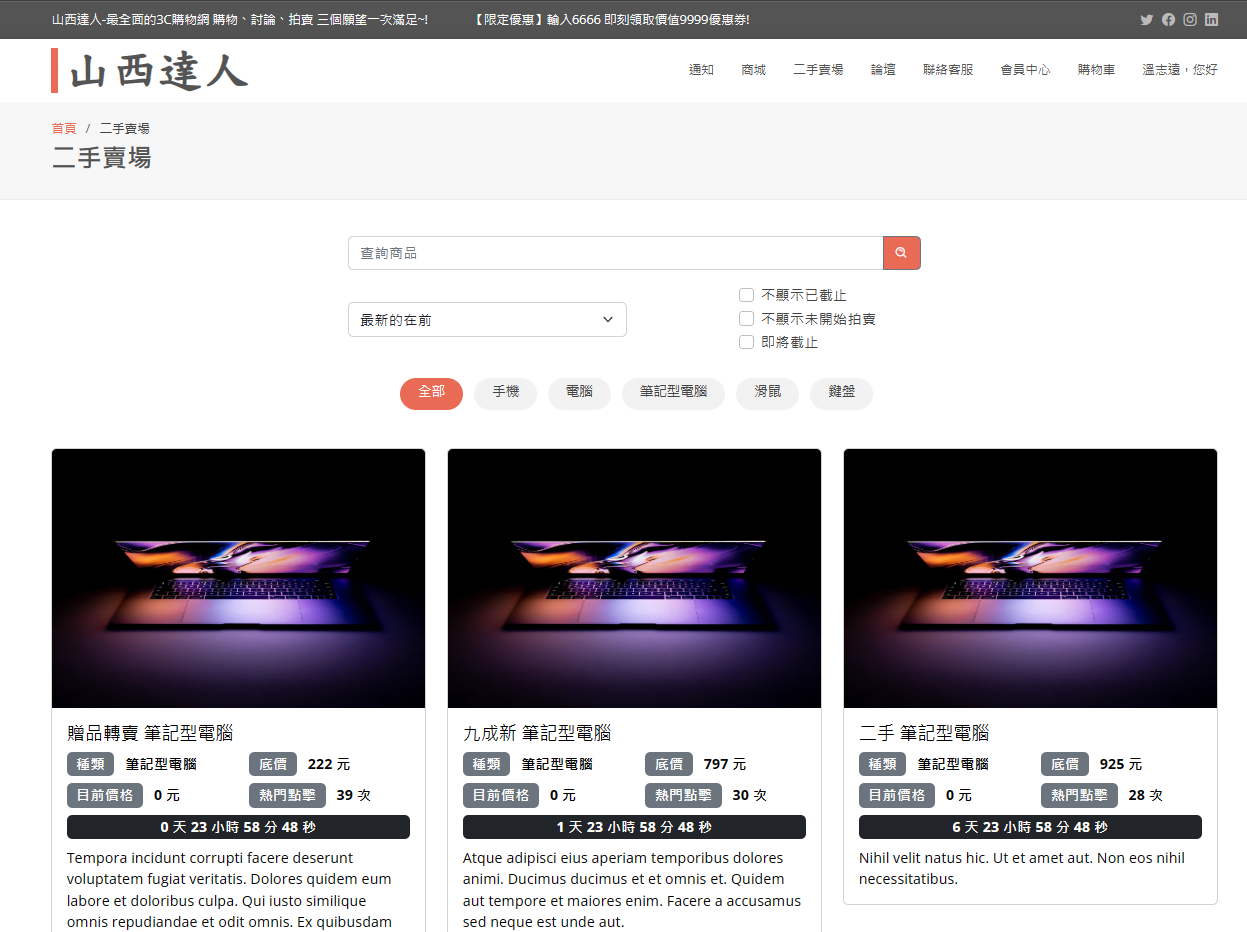 山西達人-最全面的3C購物網 購物、討論、拍賣 三個願望一次滿足~! 【限定優惠】輸入6666 即刻領取價值9999優惠券!
山西達人
通知 商城 二手賣場 論壇 聯絡客服 會員中心 購物車 溫志遠，您好
首頁 / 二手賣場
二手賣場
查詢商品
最新的在前
不顯示已截止
不顯示未開始拍賣
即將截止
全部 手機 電腦 筆記型電腦 滑鼠 鍵盤
贈品轉賣 筆記型電腦
種類 筆記型電腦 底價 222 元
目前價格 0 元 熱門點擊 39 次
0 天 23 小時 58 分 48 秒
Tempora incidunt corrupti facere deserunt
voluptatem fugiat veritatis. Dolores quidem eum
labore et doloribus culpa. Qui iusto similique
omnis repudiandae et odit omnis. Ex quibusdam
九成新 筆記型電腦
種類 筆記型電腦 底價 797 元
目前價格 0 元 熱門點擊 30 次
1 天 23 小時 58 分 48 秒
Atque adipisci eius aperiam temporibus dolores
animi. Ducimus ducimus et et omnis et. Quidem
aut tempore et maiores enim. Facere a accusamus
sed neque est unde aut.
二手 筆記型電腦
種類 筆記型電腦 底價 925 元
目前價格 0 元 熱門點擊 28 次
6 天 23 小時 58 分 48 秒
Nihil velit natus hic. Ut et amet aut. Non eos nihil
necessitatibus.